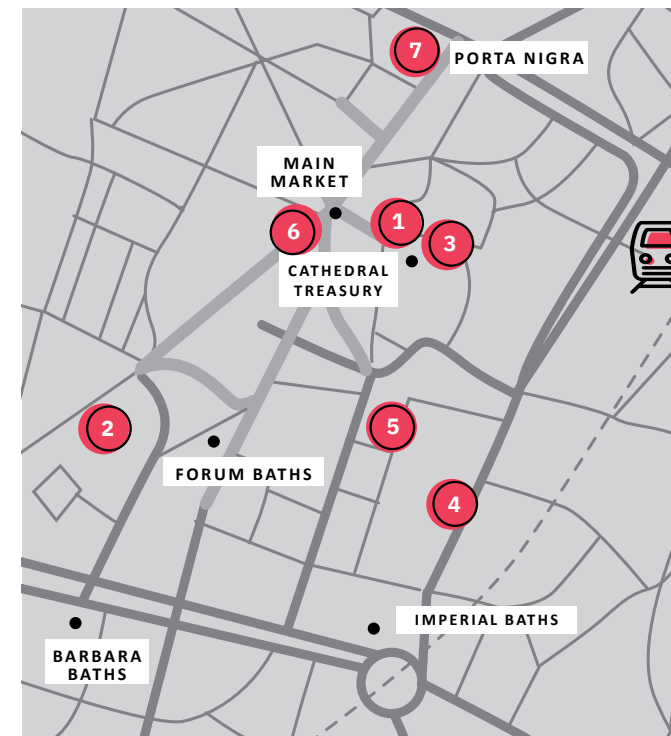 7
PORTA NIGRA
MAIN
MARKET
1
6
3
CATHEDRAL
TREASURY
2
5
FORUM BATHS
4
IMPERIAL BATHS
BARBARA
BATHS